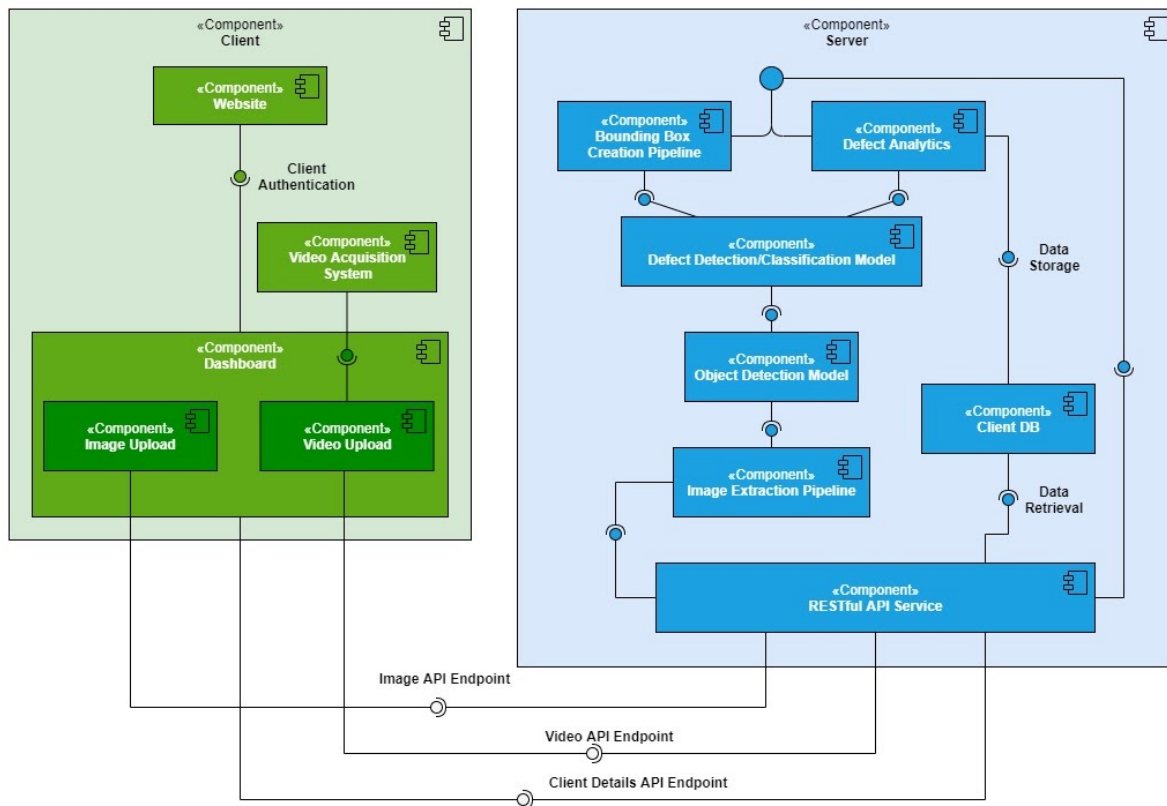 «Component»
Client
«Component»
Website
Client
Authentication
«Component»
Video Acquisition
System
«Component»
Dashboard
«Component»
Image Upload
«Component»
Video Upload
«Component»
Server
«Component»
Bounding Box
Creation Pipeline
«Component»
Defect Analytics
«Component»
Defect Detection/Classification Model
Data
Storage
«Component»
Object Detection Model
«Component»
Client DB
«Component»
Image Extraction Pipeline
Data
Retrieval
«Component»
RESTful API Service
Image API Endpoint
Video API Endpoint
Client Details API Endpoint